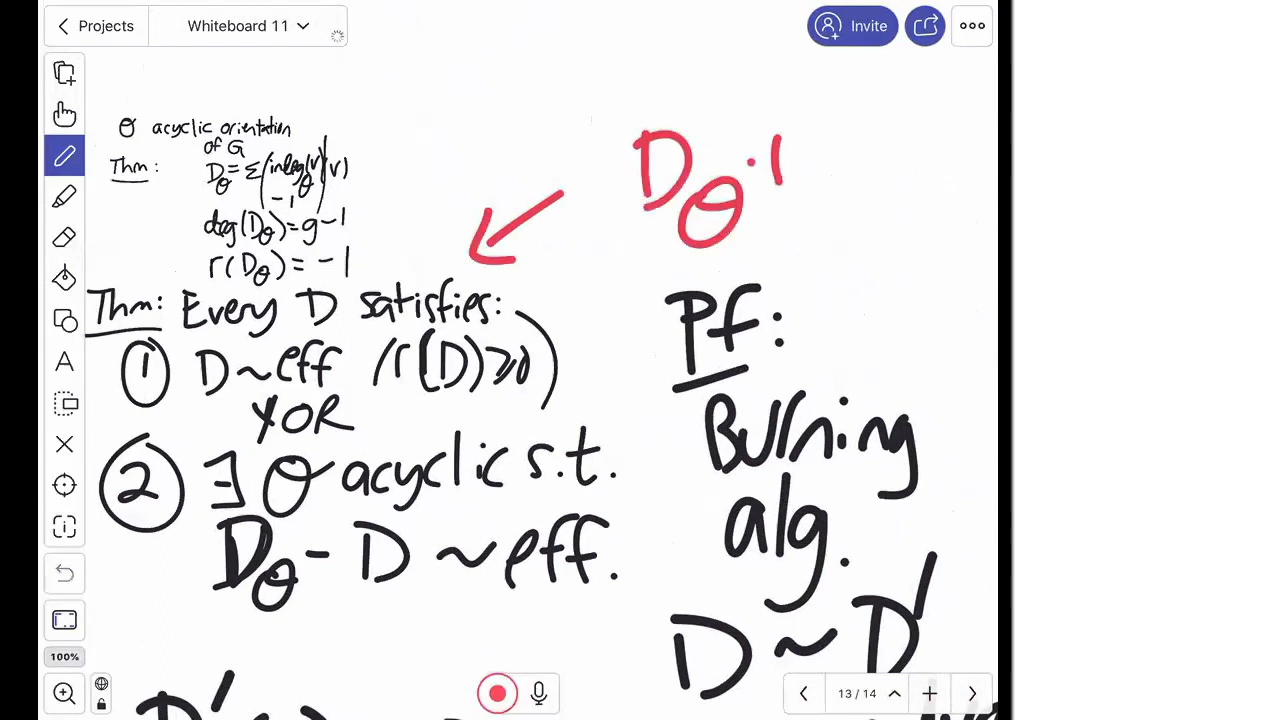 Projects
Whiteboard 11
Invite
θ acyclic orientation
of G
Thm: D_θ = Σ (indeg_θ(v) -1) (v)
deg(D_θ) = g-1
r(D_θ) = -1
Thm: Every D satisfies:
① D ~ eff (r(D) ≥ 0)
XOR
② ∃ θ acyclic s.t.
D_θ - D ~ eff.
D_θ
Pf:
Burning
alg.
D ~ D'
A
100%
13 / 14